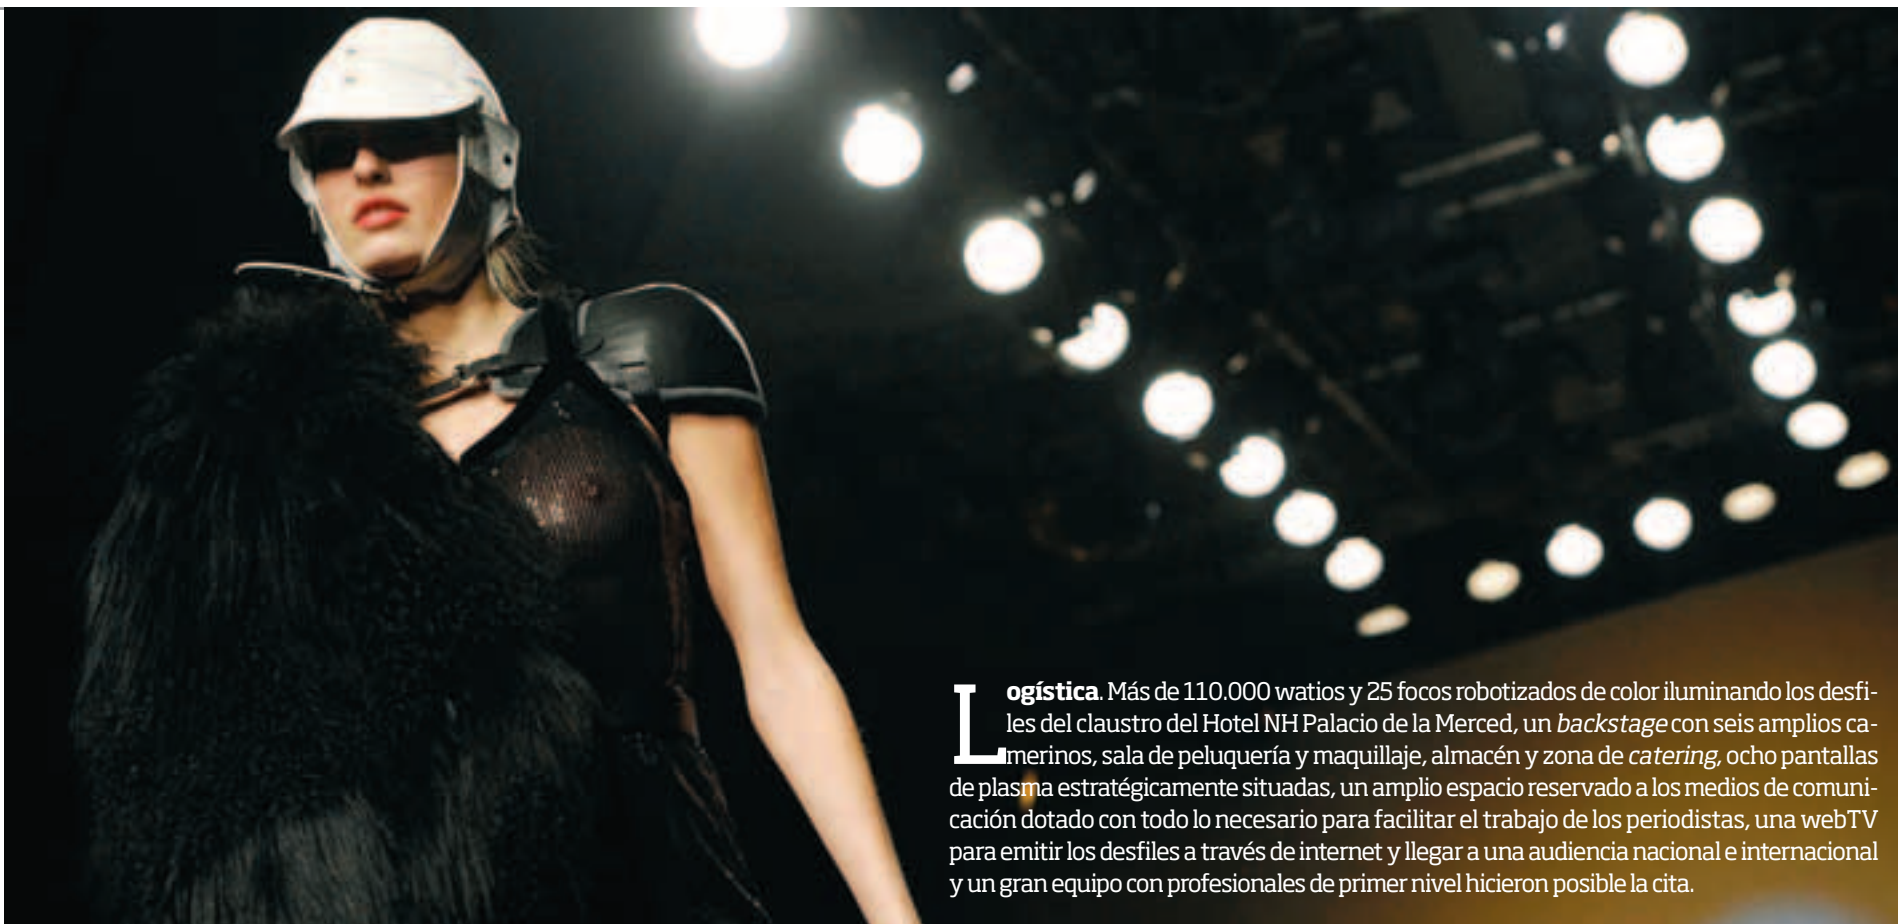 Logística. Más de 110.000 watios y 25 focos robotizados de color iluminando los desfi-
les del claustro del Hotel NH Palacio de la Merced, un backstage con seis amplios ca-
merinos, sala de peluquería y maquillaje, almacén y zona de catering, ocho pantallas
de plasma estratégicamente situadas, un amplio espacio reservado a los medios de comuni-
cación dotado con todo lo necesario para facilitar el trabajo de los periodistas, una webTV
para emitir los desfiles a través de internet y llegar a una audiencia nacional e internacional
y un gran equipo con profesionales de primer nivel hicieron posible la cita.